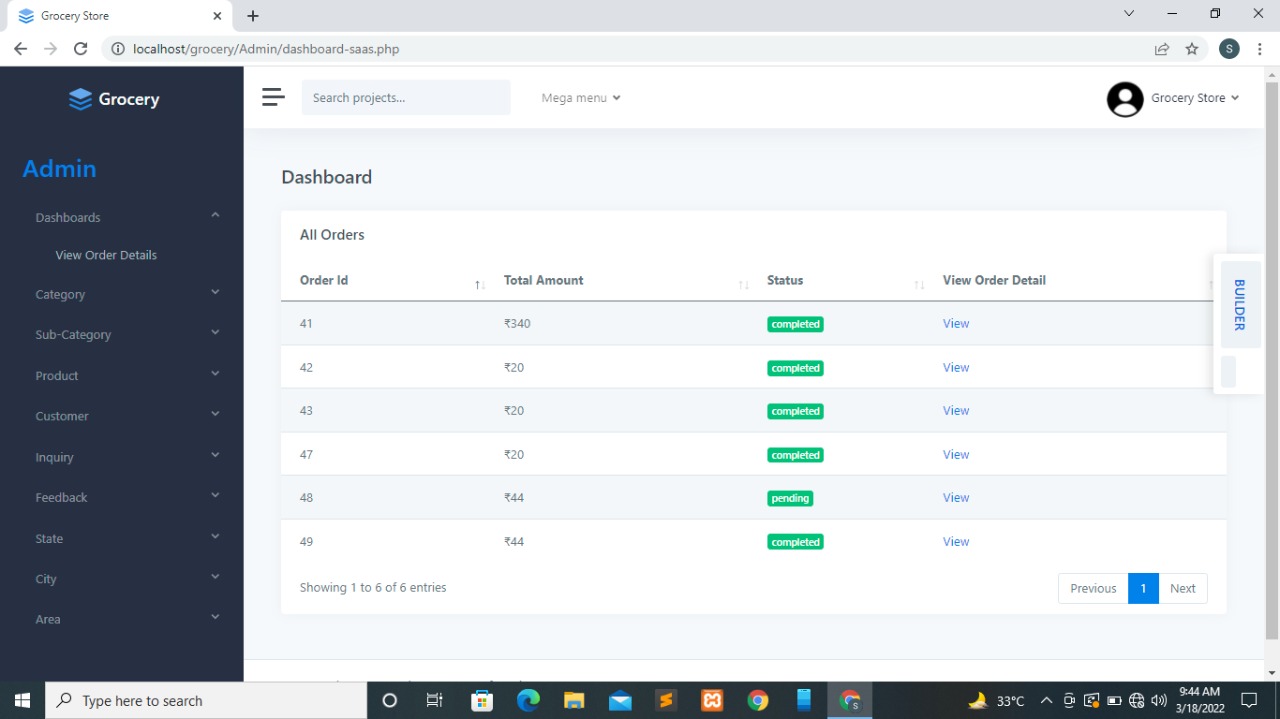 Grocery Store
localhost/grocery/Admin/dashboard-saas.php
S
Grocery
Search projects...
Mega menu
Grocery Store
Admin
Dashboards
View Order Details
Category
Sub-Category
Product
Customer
Inquiry
Feedback
State
City
Area
Dashboard
All Orders
Order Id Total Amount Status View Order Detail
41 ₹340 completed View
42 ₹20 completed View
43 ₹20 completed View
47 ₹20 completed View
48 ₹44 pending View
49 ₹44 completed View
Showing 1 to 6 of 6 entries
Previous 1 Next
BUILDER
Type here to search
33°C
9:44 AM
3/18/2022